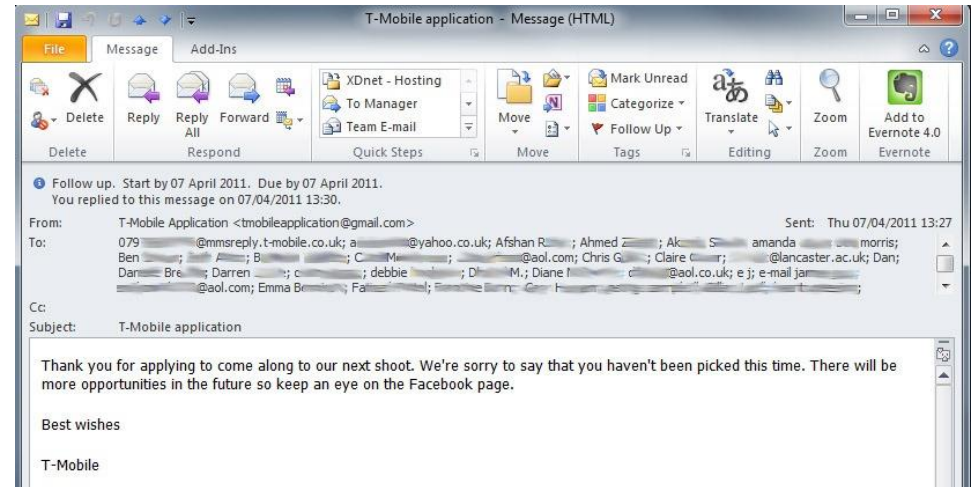 T-Mobile application - Message (HTML)
File Message Add-Ins
Delete
Reply
Reply All
Forward
XDnet - Hosting
To Manager
Team E-mail
Move
Mark Unread
Categorize
Follow Up
Translate
Zoom
Add to Evernote 4.0
Delete Respond Quick Steps Move Tags Editing Zoom Evernote
Follow up. Start by 07 April 2011. Due by 07 April 2011.
You replied to this message on 07/04/2011 13:30.
From: T-Mobile Application <tmobileapplication@gmail.com> Sent: Thu 07/04/2011 13:27
To: 079 @mmsreply.t-mobile.co.uk; a @yahoo.co.uk; Afshan R ; Ahmed ; amanda morris;
Ben ; @aol.com; Chris G ; Claire ; @lancaster.ac.uk; Dan;
Bre ; Darren ; c ; debbie ; M.; Diane ; @aol.co.uk; e j; e-mail
@aol.com; Emma
Cc:
Subject: T-Mobile application
Thank you for applying to come along to our next shoot. We're sorry to say that you haven't been picked this time. There will be
more opportunities in the future so keep an eye on the Facebook page.
Best wishes
T-Mobile